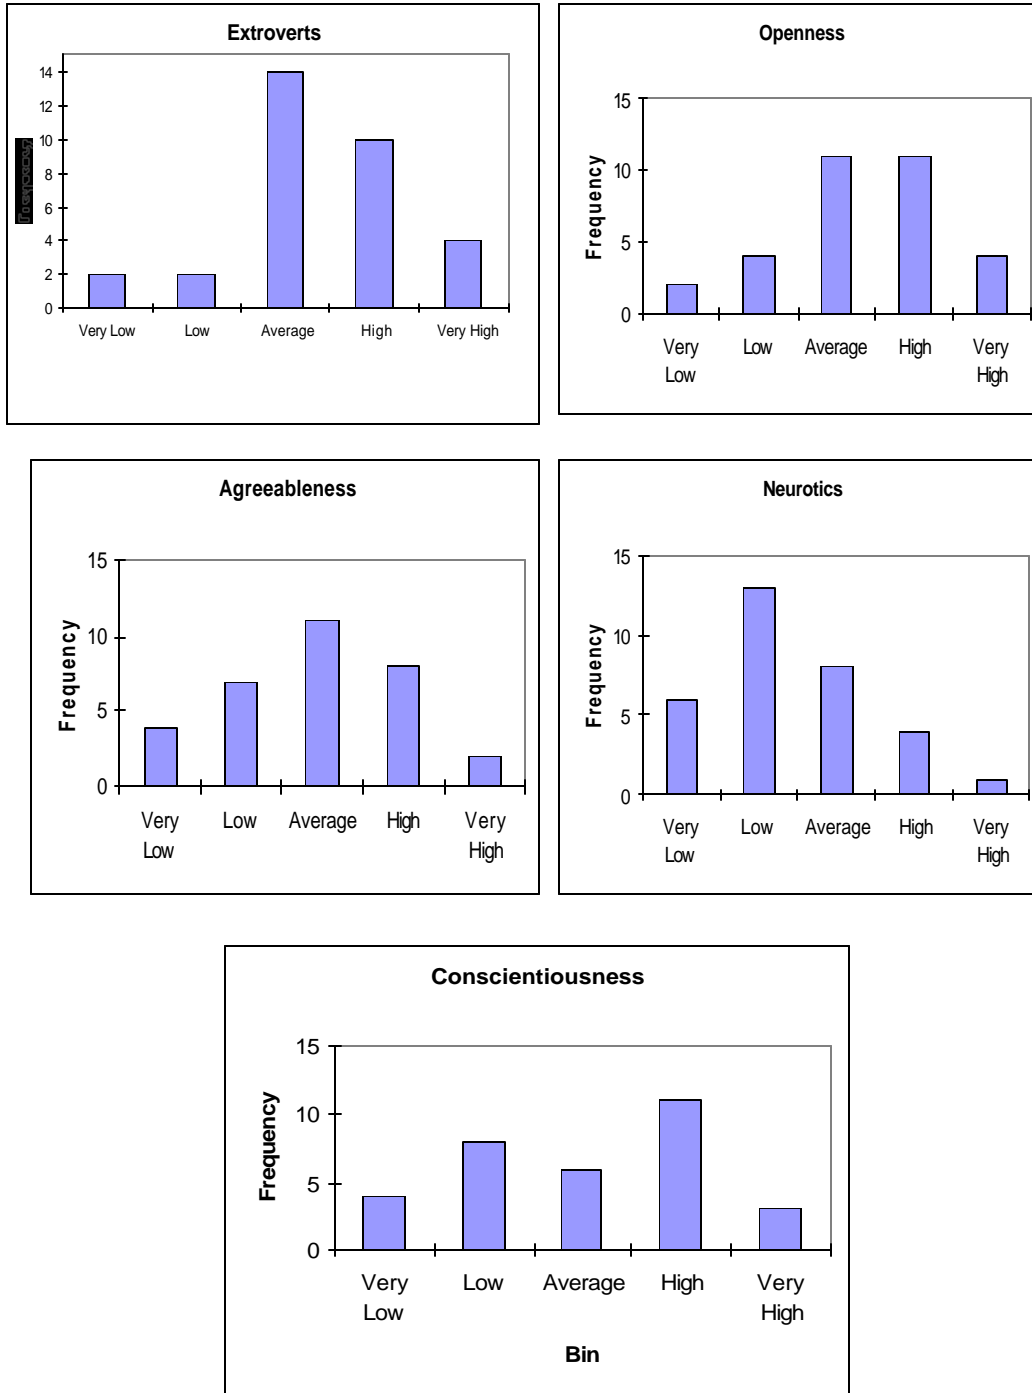 Extroverts
14
12
10
8
6
4
2
0
Very Low Low Average High Very High
Openness
Frequency
15
10
5
0
Very Low Average High Very
Low High
Agreeableness
Frequency
15
10
5
0
Very Low Average High Very
Low High
Neurotics
Frequency
15
10
5
0
Very Low Average High Very
Low High
Conscientiousness
Frequency
15
10
5
0
Very Low Average High Very
Low High
Bin